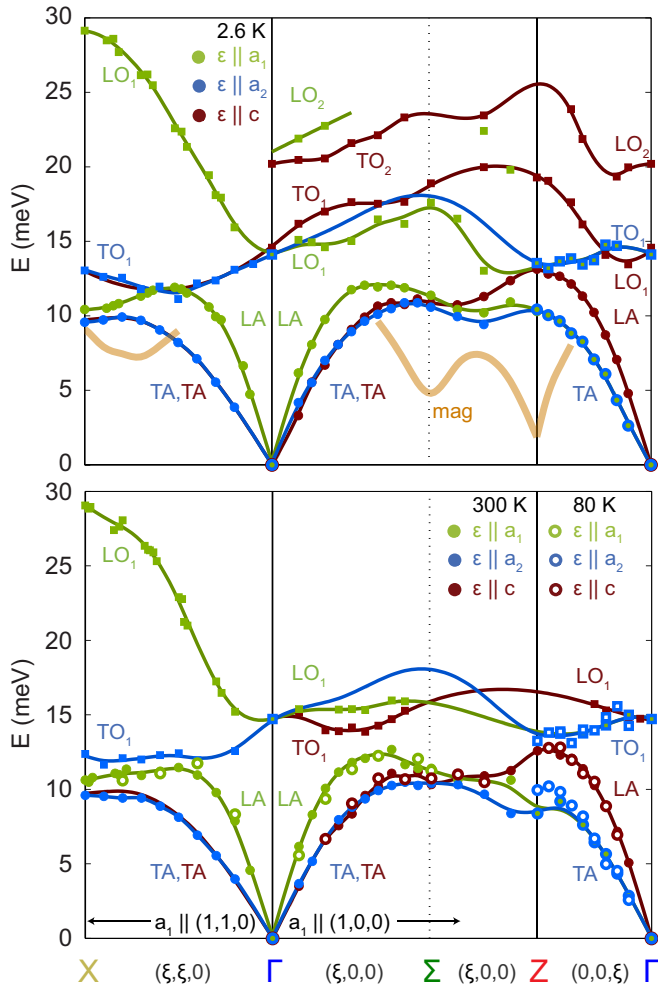 30
25
20
15
10
5
0
E (meV)
2.6 K
ε || a₁
ε || a₂
ε || c
LO₁
LO₂
TO₂
LO₂
TO₁
TO₁
TO₁
LO₁
LO₁
LA
LA
LA
TA,TA
TA,TA
TA
mag
30
25
20
15
10
5
0
E (meV)
300 K
80 K
ε || a₁
ε || a₁
ε || a₂
ε || a₂
ε || c
ε || c
LO₁
LO₁
LO₁
TO₁
TO₁
TO₁
LA
LA
LA
TA,TA
TA,TA
TA
a₁ || (1,1,0)
a₁ || (1,0,0)
X (ξ,ξ,0) Γ (ξ,0,0) Σ (ξ,0,0) Z (0,0,ξ) Γ